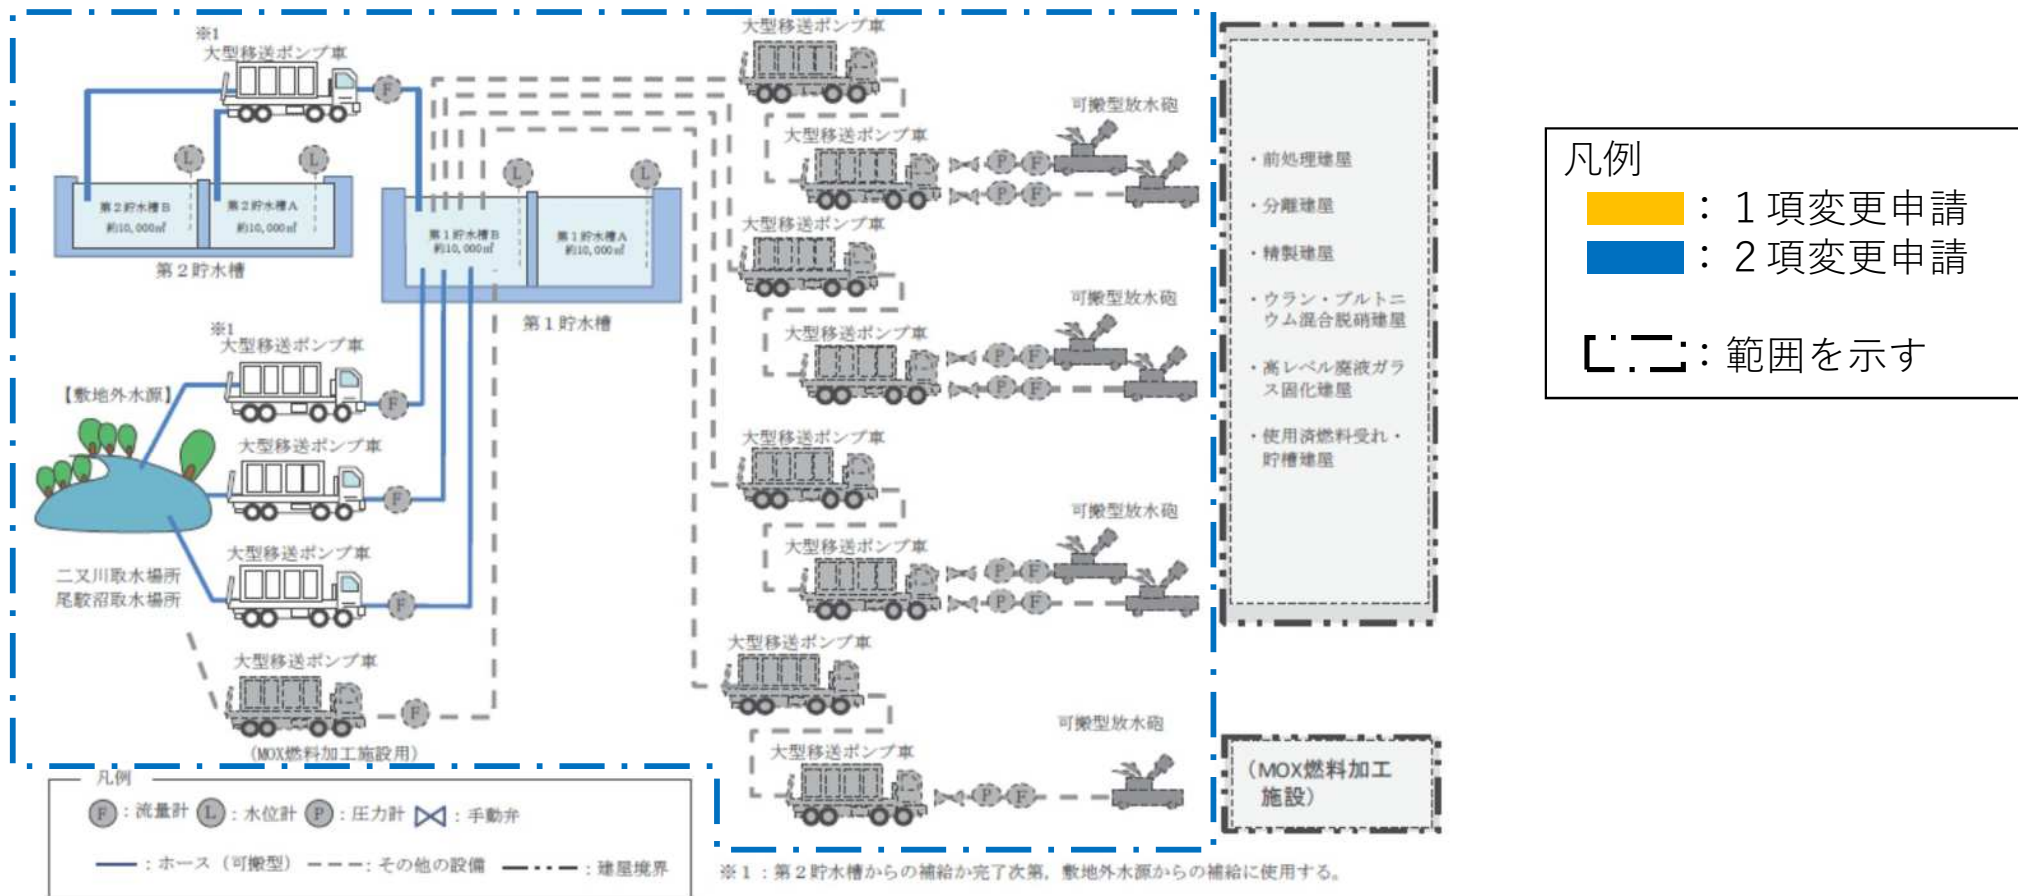 ※1
大型移送ポンプ車
F
L
L
第２貯水槽Ｂ
約10,000㎥
第２貯水槽Ａ
約10,000㎥
第２貯水槽
L
L
第１貯水槽Ｂ
約10,000㎥
第１貯水槽Ａ
約10,000㎥
第１貯水槽
※1
大型移送ポンプ車
F
【敷地外水源】
大型移送ポンプ車
F
大型移送ポンプ車
F
二又川取水場所
尾駮沼取水場所
大型移送ポンプ車
F
(MOX燃料加工施設用)
大型移送ポンプ車
可搬型放水砲
大型移送ポンプ車
P F
P F
大型移送ポンプ車
可搬型放水砲
大型移送ポンプ車
P F
P F
大型移送ポンプ車
可搬型放水砲
大型移送ポンプ車
P F
P F
大型移送ポンプ車
可搬型放水砲
大型移送ポンプ車
P F
・前処理建屋
・分離建屋
・精製建屋
・ウラン・プルトニ
ウム混合脱硝建屋
・高レベル廃液ガラ
ス固化建屋
・使用済燃料受入れ・
貯槽建屋
（MOX燃料加工
施設）
凡例
F：流量計 L：水位計 P：圧力計 ：手動弁
：ホース（可搬型） ：その他の設備 ：建屋境界
※１：第２貯水槽からの補給か完了次第，敷地外水源からの補給に使用する。
凡例
：１項変更申請
：２項変更申請
：範囲を示す